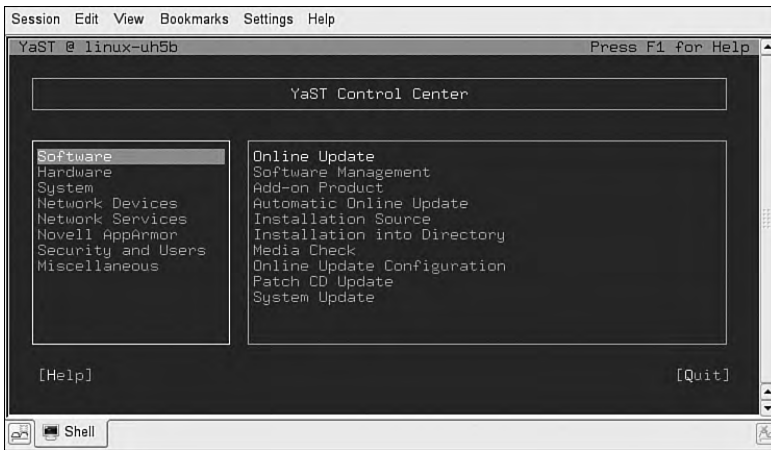 Session Edit View Bookmarks Settings Help
YaST @ linux-uh5b Press F1 for Help
YaST Control Center
Software
Hardware
System
Network Devices
Network Services
Novell AppArmor
Security and Users
Miscellaneous
Online Update
Software Management
Add-on Product
Automatic Online Update
Installation Source
Installation into Directory
Media Check
Online Update Configuration
Patch CD Update
System Update
[Help] [Quit]
Shell